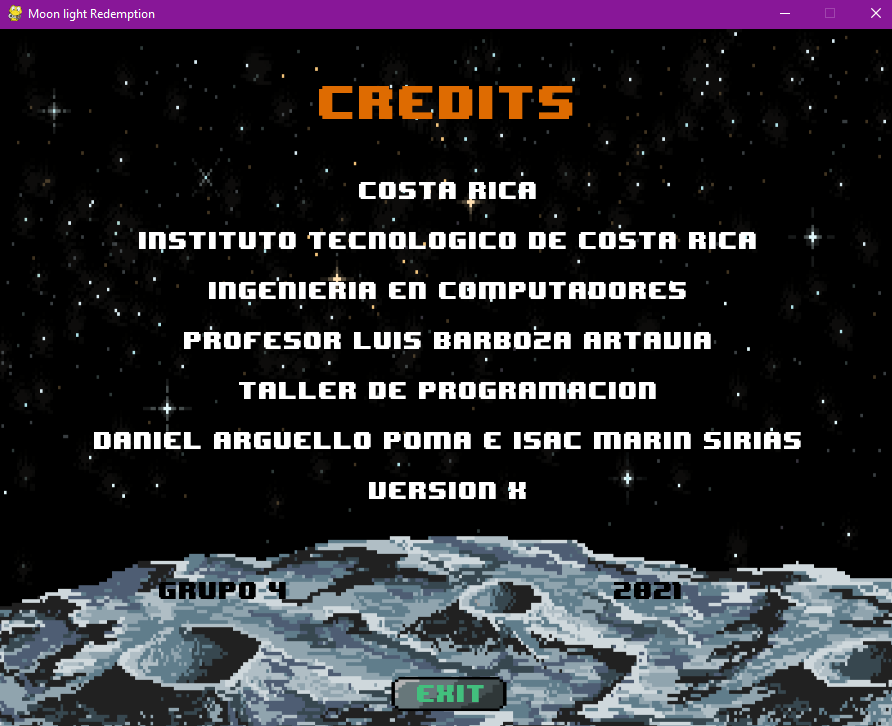 Moon light Redemption
CREDITS
COSTA RICA
INSTITUTO TECNOLOGICO DE COSTA RICA
INGENIERIA EN COMPUTADORES
PROFESOR LUIS BARBOZA ARTAVIA
TALLER DE PROGRAMACION
DANIEL ARGUELLO POMA E ISAC MARIN SIRIAS
VERSION X
GRUPO 4 2021
EXIT